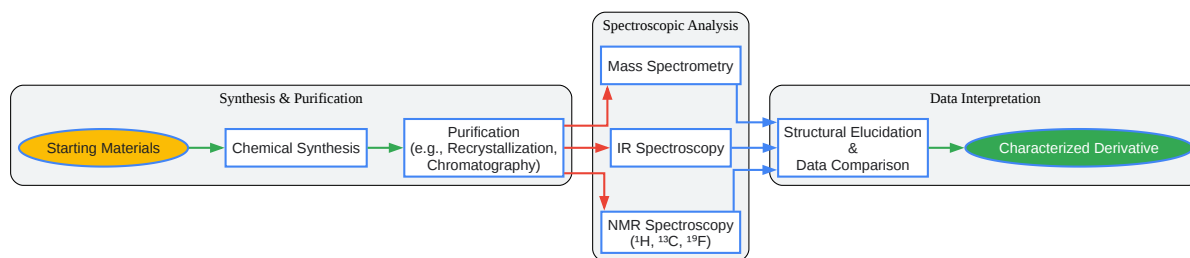 Synthesis & Purification
Starting Materials
Chemical Synthesis
Purification
(e.g., Recrystallization,
Chromatography)
Spectroscopic Analysis
Mass Spectrometry
IR Spectroscopy
NMR Spectroscopy
(¹H, ¹³C, ¹⁹F)
Data Interpretation
Structural Elucidation
&
Data Comparison
Characterized Derivative